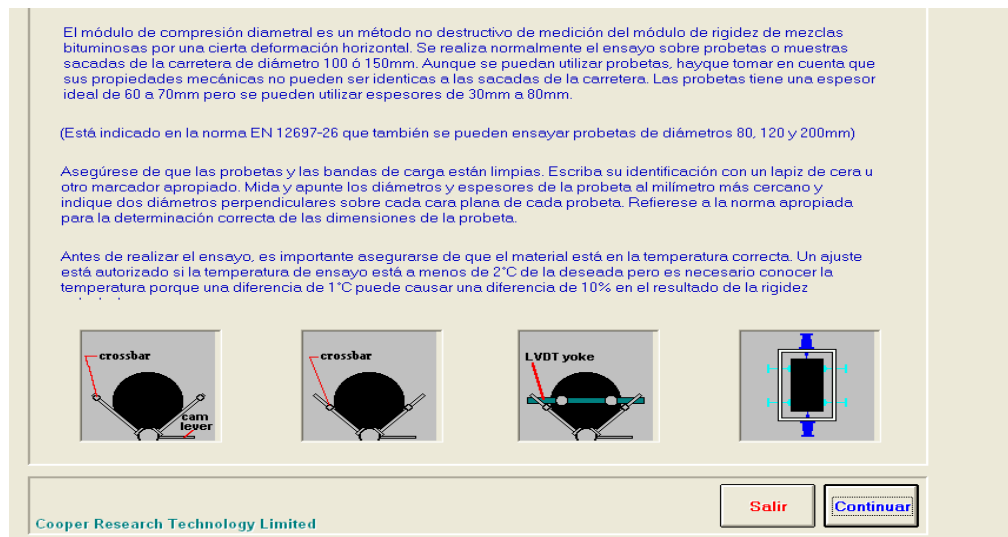 El módulo de compresión diametral es un método no destructivo de medición del módulo de rigidez de mezclas
bituminosas por una cierta deformación horizontal. Se realiza normalmente el ensayo sobre probetas o muestras
sacadas de la carretera de diámetro 100 ó 150mm. Aunque se puedan utilizar probetas, hayque tomar en cuenta que
sus propiedades mecánicas no pueden ser identicas a las sacadas de la carretera. Las probetas tiene una espesor
ideal de 60 a 70mm pero se pueden utilizar espesores de 30mm a 80mm.
(Está indicado en la norma EN 12697-26 que también se pueden ensayar probetas de diámetros 80, 120 y 200mm)
Asegúrese de que las probetas y las bandas de carga están limpias. Escriba su identificación con un lapiz de cera u
otro marcador apropiado. Mida y apunte los diámetros y espesores de la probeta al milímetro más cercano y
indique dos diámetros perpendiculares sobre cada cara plana de cada probeta. Refierese a la norma apropiada
para la determinación correcta de las dimensiones de la probeta.
Antes de realizar el ensayo, es importante asegurarse de que el material está en la temperatura correcta. Un ajuste
está autorizado si la temperatura de ensayo está a menos de 2°C de la deseada pero es necesario conocer la
temperatura porque una diferencia de 1°C puede causar una diferencia de 10% en el resultado de la rigidez
crossbar
cam
lever
crossbar
LVDT yoke
Salir
Continuar
Cooper Research Technology Limited